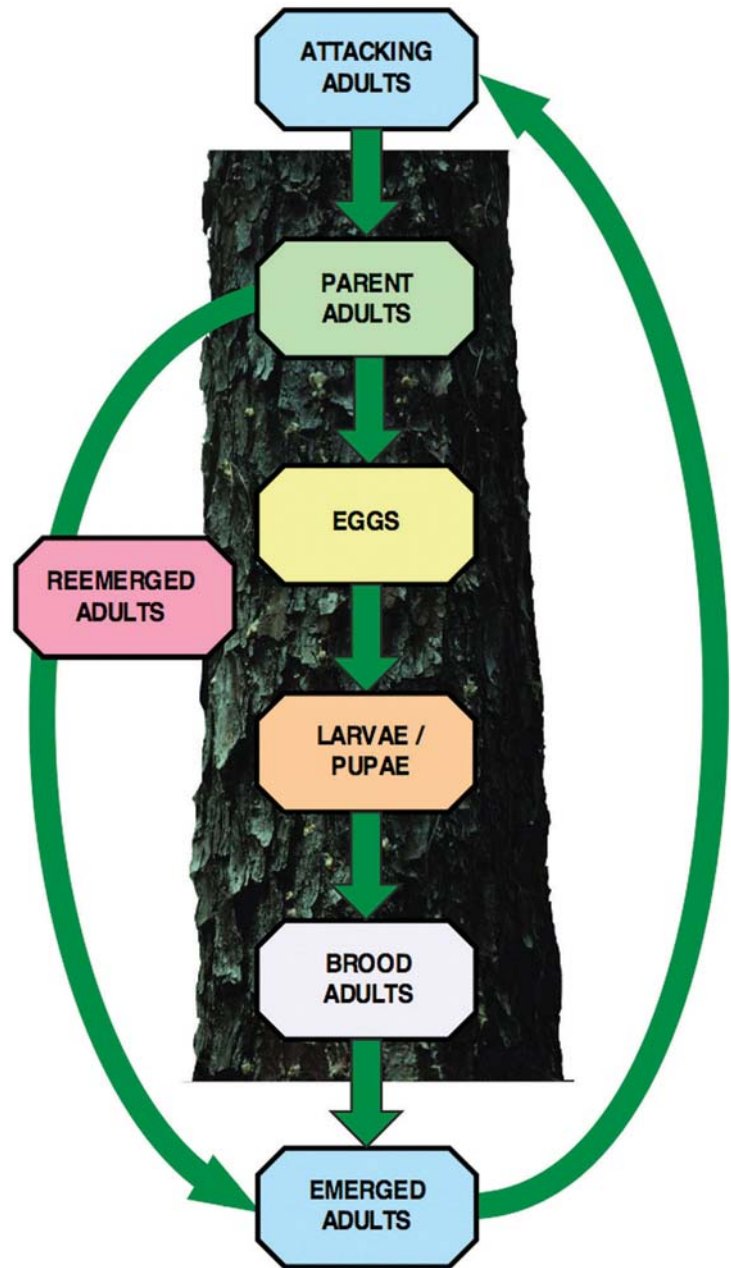 ATTACKING
ADULTS
PARENT
ADULTS
EGGS
REEMERGED
ADULTS
LARVAE /
PUPAE
BROOD
ADULTS
EMERGED
ADULTS